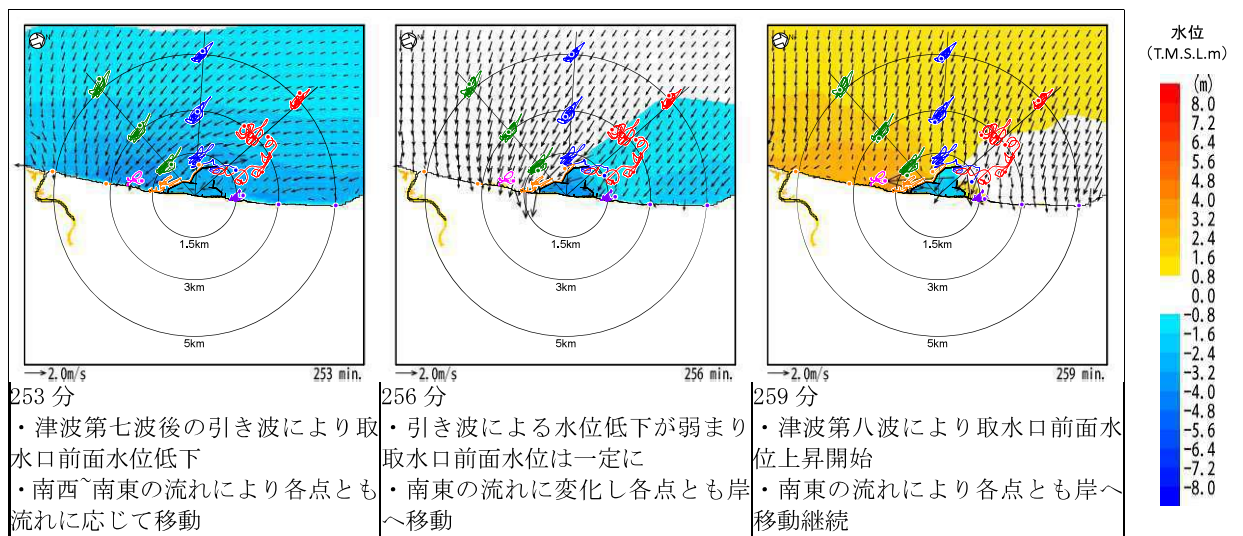 水位
(T.M.S.L.m)
(m)
8.0
7.2
6.4
5.6
4.8
4.0
3.2
2.4
1.6
0.8
0.0
-0.8
-1.6
-2.4
-3.2
-4.0
-4.8
-5.6
-6.4
-7.2
-8.0
N
1.5km
3km
5km
2.0m/s
253 min.
253 分
・津波第七波後の引き波により取
水口前面水位低下
・南西~南東の流れにより各点とも
流れに応じて移動
N
1.5km
3km
5km
2.0m/s
256 min.
256 分
・引き波による水位低下が弱まり
取水口前面水位は一定に
・南東の流れに変化し各点とも岸
へ移動
N
1.5km
3km
5km
2.0m/s
259 min.
259 分
・津波第八波により取水口前面水
位上昇開始
・南東の流れにより各点とも岸へ
移動継続